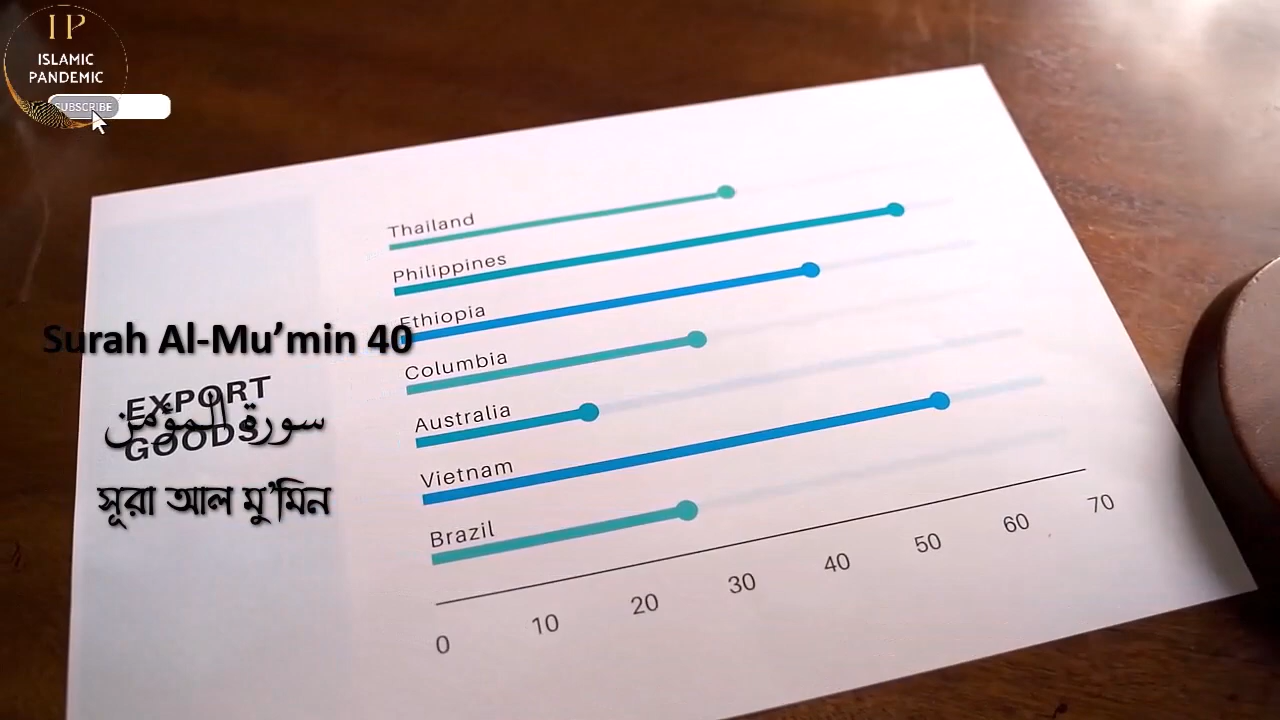 IP
ISLAMIC
PANDEMIC
SUBSCRIBE
Surah Al-Mu’min 40
EXPORT
GOODS
سورة المؤمن
সূরা আল মু’মিন
Thailand
Philippines
Ethiopia
Columbia
Australia
Vietnam
Brazil
0 10 20 30 40 50 60 70